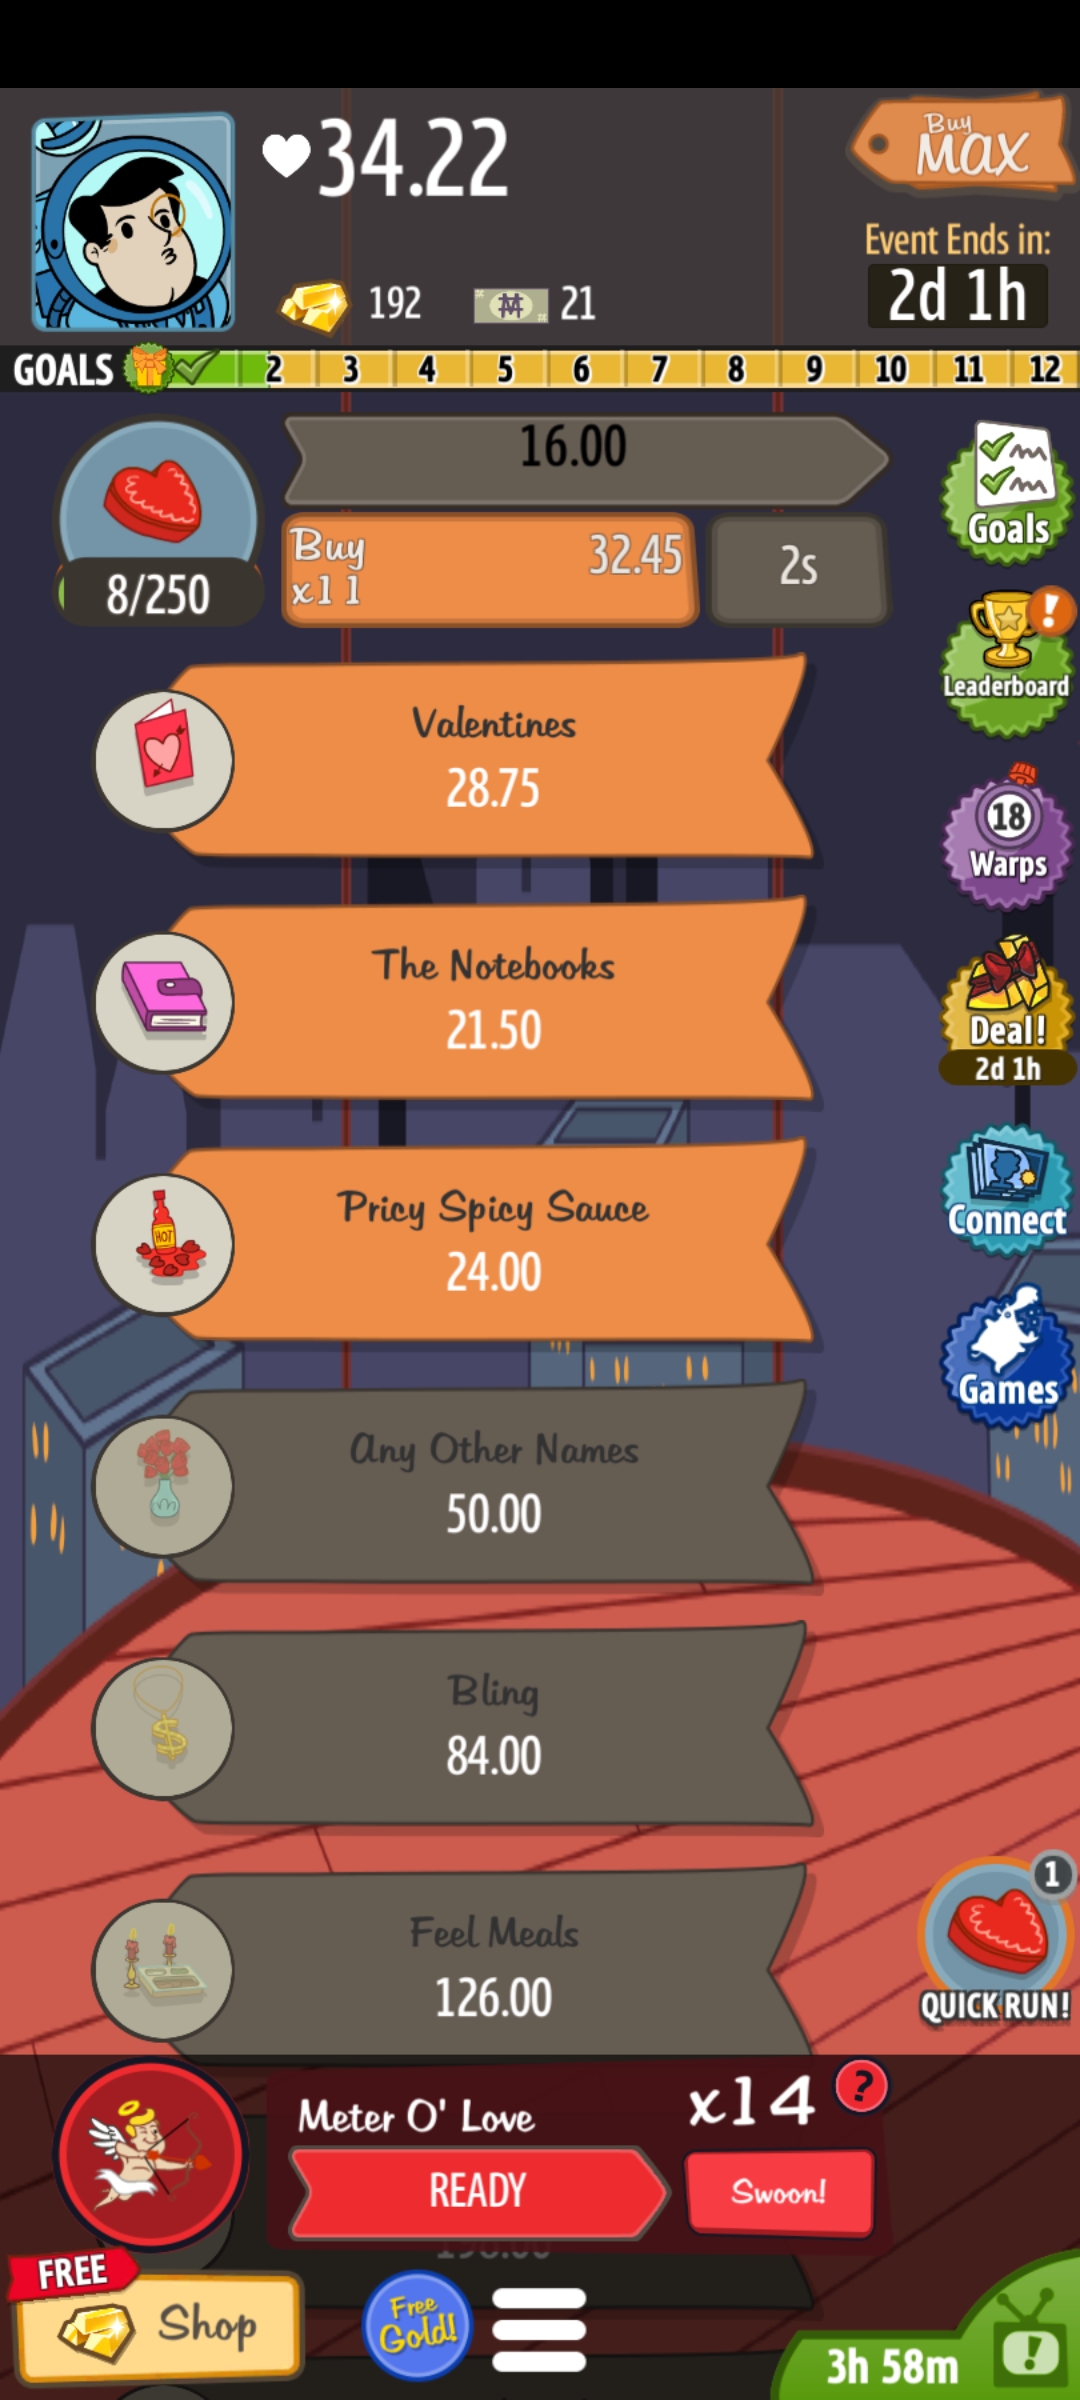 34.22
Buy
MAX
192
21
Event Ends in:
2d 1h
GOALS 2 3 4 5 6 7 8 9 10 11 12
16.00
Buy
x11
32.45
2s
8/250
Goals
Leaderboard
!
Valentines
28.75
18
Warps
The Notebooks
21.50
Deal!
2d 1h
Pricy Spicy Sauce
24.00
HOT
Connect
Games
Any Other Names
50.00
Bling
84.00
$
Feel Meals
126.00
1
QUICK RUN!
Meter O' Love
x14
?
READY
Swoon!
FREE
Shop
Free
Gold!
3h 58m
!